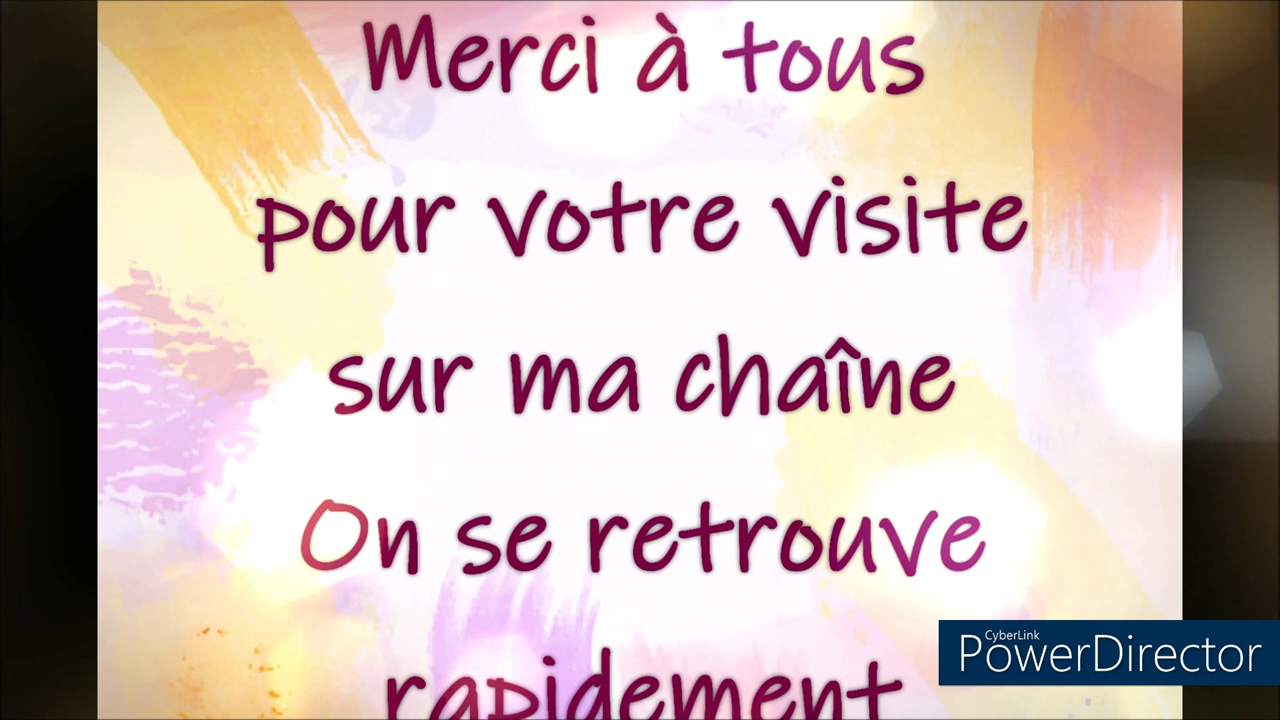 Merci à tous
pour votre visite
sur ma chaîne
On se retrouve
rapidement
CyberLink
PowerDirector